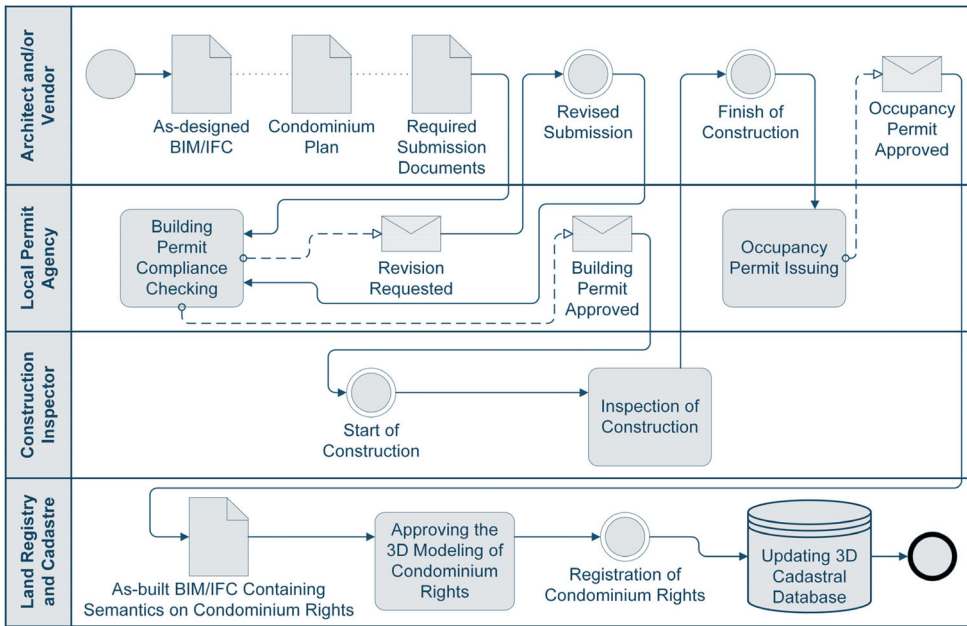 Architect and/or
Vendor
As-designed
BIM/IFC
Condominium
Plan
Required
Submission
Documents
Revised
Submission
Finish of
Construction
Occupancy
Permit
Approved
Local Permit
Agency
Building
Permit
Compliance
Checking
Revision
Requested
Building
Permit
Approved
Occupancy
Permit Issuing
Construction
Inspector
Start of
Construction
Inspection of
Construction
Land Registry
and Cadastre
As-built BIM/IFC Containing
Semantics on Condominium Rights
Approving the
3D Modeling of
Condominium
Rights
Registration of
Condominium Rights
Updating 3D
Cadastral
Database